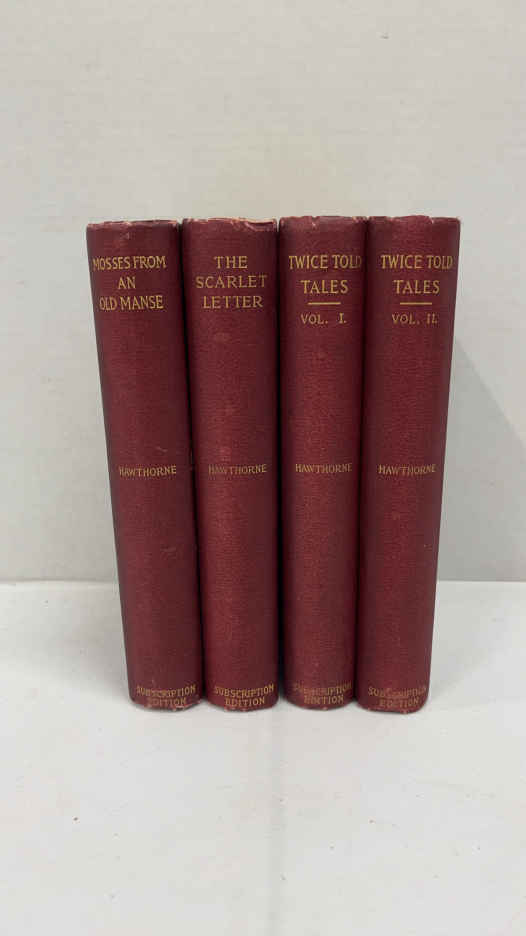 MOSSES FROM
AN
OLD MANSE
HAWTHORNE
SUBSCRIPTION
EDITION
THE
SCARLET
LETTER
HAWTHORNE
SUBSCRIPTION
EDITION
TWICE TOLD
TALES
VOL. I.
HAWTHORNE
SUBSCRIPTION
EDITION
TWICE TOLD
TALES
VOL. II.
HAWTHORNE
SUBSCRIPTION
EDITION